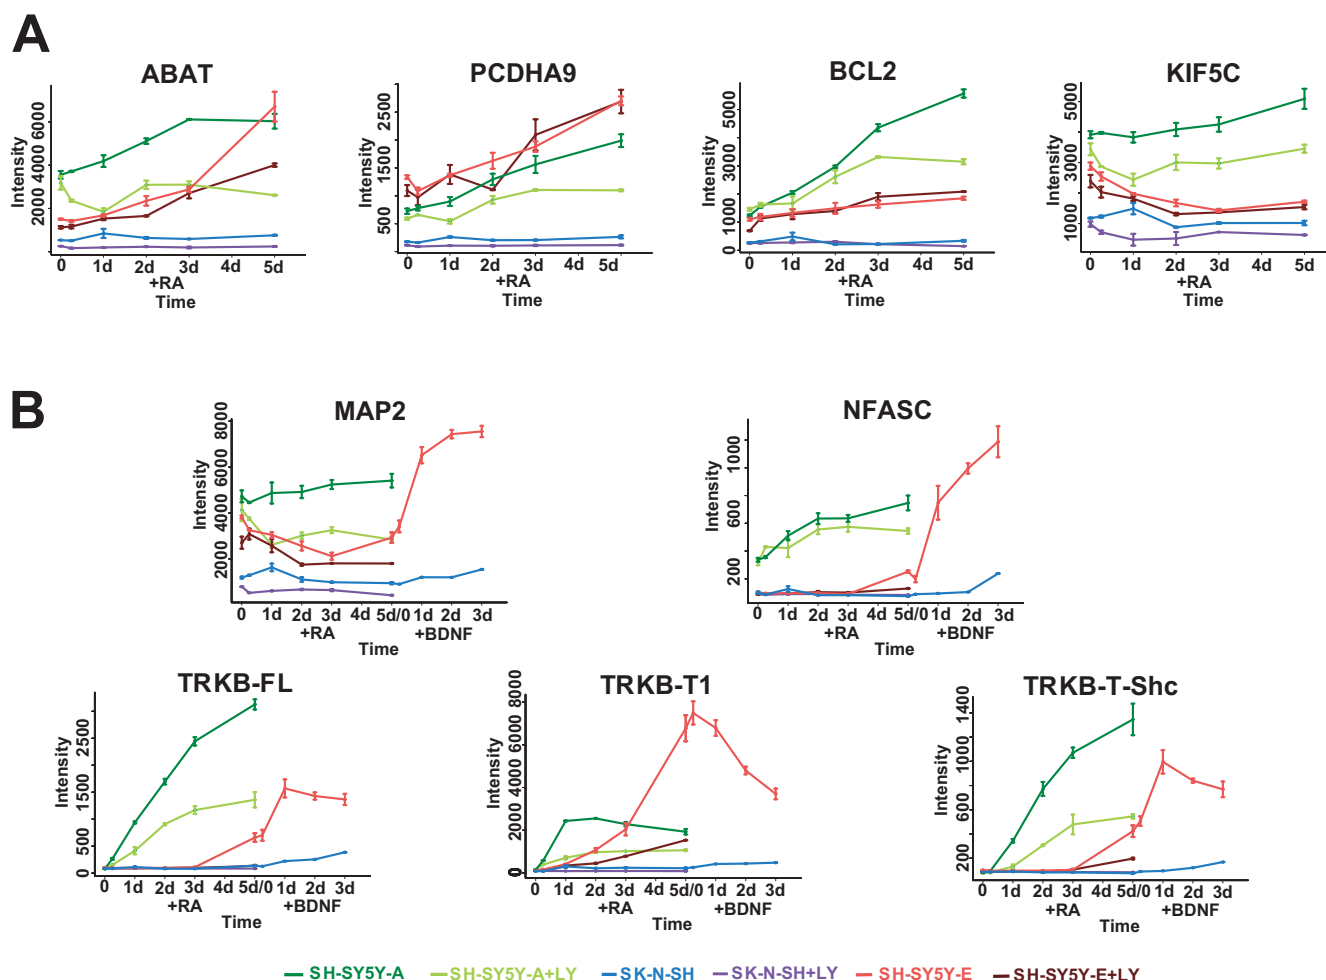 A
ABAT
PCDHA9
BCL2
KIF5C
Intensity
2000 4000 6000
0 1d 2d 3d 4d 5d
+RA
Time
Intensity
500 1500 2500
0 1d 2d 3d 4d 5d
+RA
Time
Intensity
0 1000 3000 5000
0 1d 2d 3d 4d 5d
+RA
Time
Intensity
1000 3000 5000
0 1d 2d 3d 4d 5d
+RA
Time
B
MAP2
NFASC
Intensity
2000 4000 6000 8000
0 1d 2d 3d 4d 5d/0 1d 2d 3d
+RA +BDNF
Time
Intensity
200 600 1000
0 1d 2d 3d 4d 5d/0 1d 2d 3d
+RA +BDNF
Time
TRKB-FL
TRKB-T1
TRKB-T-Shc
Intensity
0 500 1500 2500
0 1d 2d 3d 4d 5d/0 1d 2d 3d
+RA +BDNF
Time
Intensity
0 2000 4000 6000 8000
0 1d 2d 3d 4d 5d/0 1d 2d 3d
+RA +BDNF
Time
Intensity
200 600 1000 1400
0 1d 2d 3d 4d 5d/0 1d 2d 3d
+RA +BDNF
Time
SH-SY5Y-A SH-SY5Y-A+LY SK-N-SH SK-N-SH+LY SH-SY5Y-E SH-SY5Y-E+LY